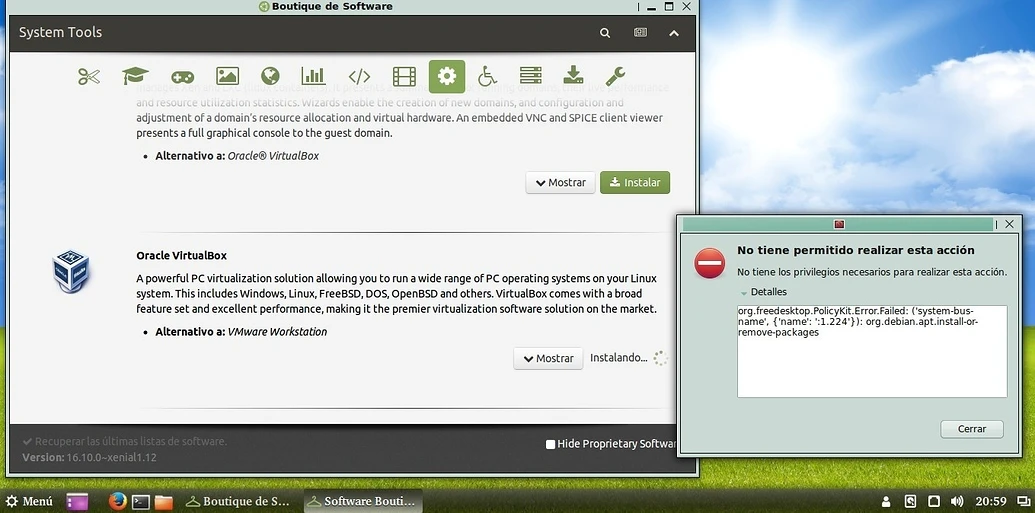 Boutique de Software
System Tools
and resource utilization statistics. Wizards enable the creation of new domains, and configuration and
adjustment of a domain's resource allocation and virtual hardware. An embedded VNC and SPICE client viewer
presents a full graphical console to the guest domain.
• Alternativo a: Oracle® VirtualBox
Mostrar
Instalar
Oracle VirtualBox
A powerful PC virtualization solution allowing you to run a wide range of PC operating systems on your Linux
system. This includes Windows, Linux, FreeBSD, DOS, OpenBSD and others. VirtualBox comes with a broad
feature set and excellent performance, making it the premier virtualization software solution on the market.
• Alternativo a: VMware Workstation
Mostrar
Instalando...
Recuperar las últimas listas de software.
Version: 16.10.0~xenial1.12
Hide Proprietary Softwar
No tiene permitido realizar esta acción
No tiene los privilegios necesarios para realizar esta acción.
Detalles
org.freedesktop.PolicyKit.Error.Failed: ('system-bus-
name', {'name': ':1.224'}): org.debian.apt.install-or-
remove-packages
Cerrar
Menú
Boutique de S...
Software Bouti...
20:59